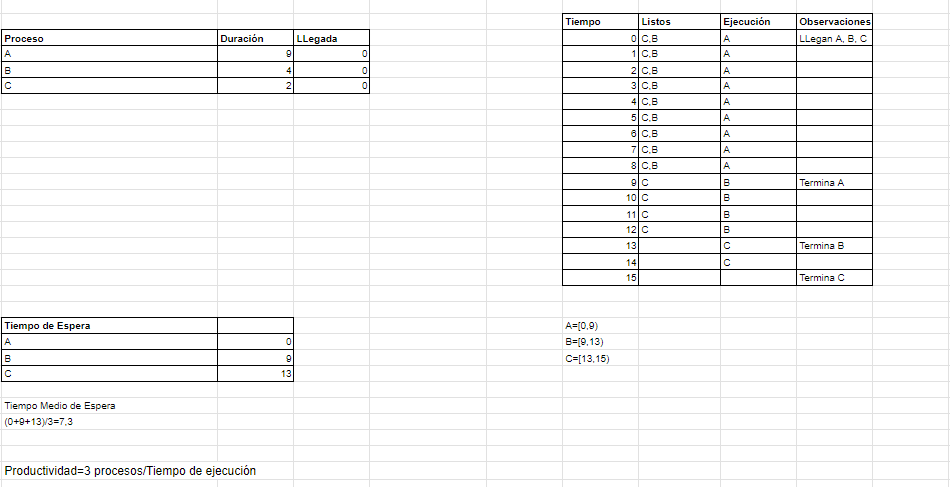 Proceso Duración LLegada
A 9 0
B 4 0
C 2 0
Tiempo Listos Ejecución Observaciones
0 C,B A LLegan A, B, C
1 C,B A
2 C,B A
3 C,B A
4 C,B A
5 C,B A
6 C,B A
7 C,B A
8 C,B A
9 C B Termina A
10 C B
11 C B
12 C B
13 C Termina B
14 C
15 Termina C
Tiempo de Espera
A 0
B 9
C 13
A=[0,9)
B=[9,13)
C=[13,15)
Tiempo Medio de Espera
(0+9+13)/3=7,3
Productividad=3 procesos/Tiempo de ejecución